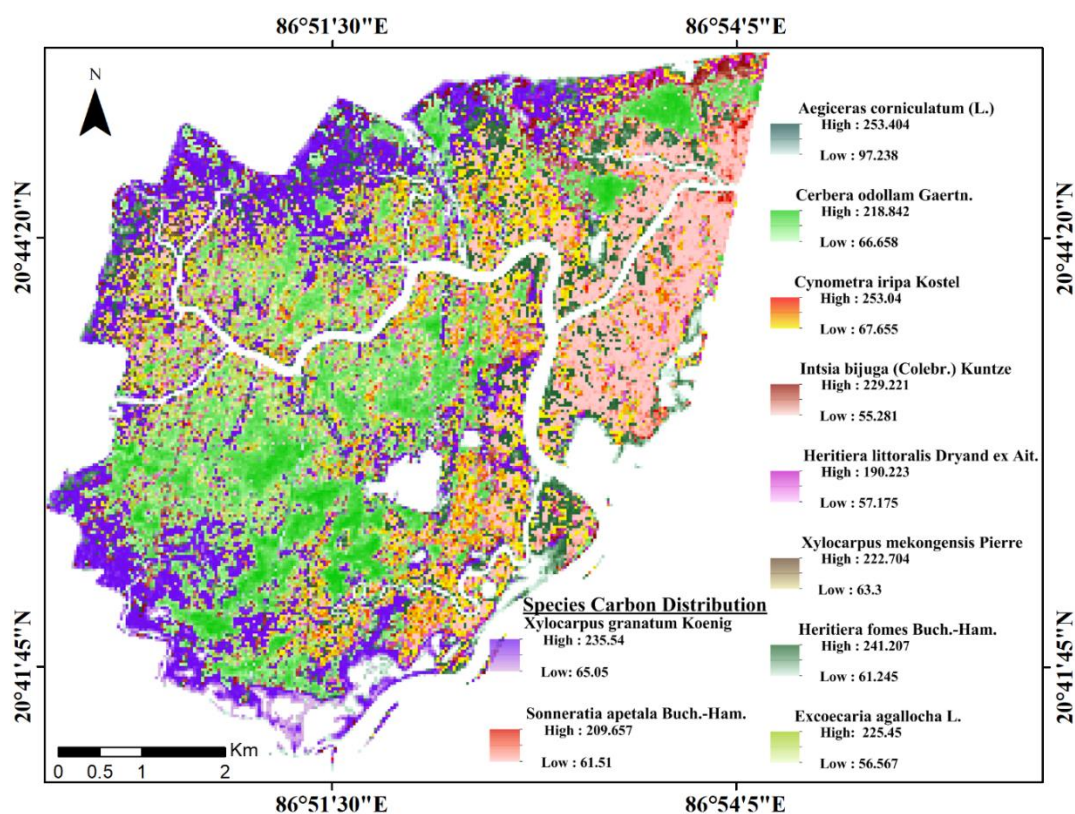 86°51'30"E
86°54'5"E
N
20°44'20"N
20°44'20"N
Aegiceras corniculatum (L.)
High : 253.404
Low : 97.238
Cerbera odollam Gaertn.
High : 218.842
Low : 66.658
Cynometra iripa Kostel
High : 253.04
Low : 67.655
Intsia bijuga (Colebr.) Kuntze
High : 229.221
Low : 55.281
Heritiera littoralis Dryand ex Ait.
High : 190.223
Low : 57.175
Xylocarpus mekongensis Pierre
High : 222.704
Low : 63.3
Species Carbon Distribution
Xylocarpus granatum Koenig
High : 235.54
Low: 65.05
Heritiera fomes Buch.-Ham.
High : 241.207
Low : 61.245
Sonneratia apetala Buch.-Ham.
High : 209.657
Low : 61.51
Excoecaria agallocha L.
High: 225.45
Low : 56.567
20°41'45"N
20°41'45"N
Km
0 0.5 1 2
86°51'30"E
86°54'5"E